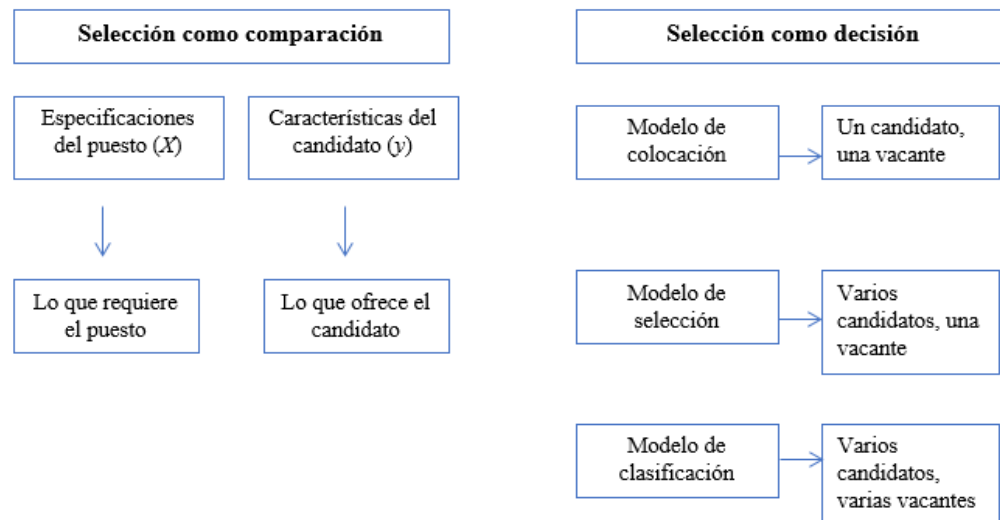 Selección como comparación
Especificaciones
del puesto (X)
Características del
candidato (y)
Lo que requiere
el puesto
Lo que ofrece el
candidato
Selección como decisión
Modelo de
colocación
Un candidato,
una vacante
Modelo de
selección
Varios
candidatos, una
vacante
Modelo de
clasificación
Varios
candidatos,
varias vacantes